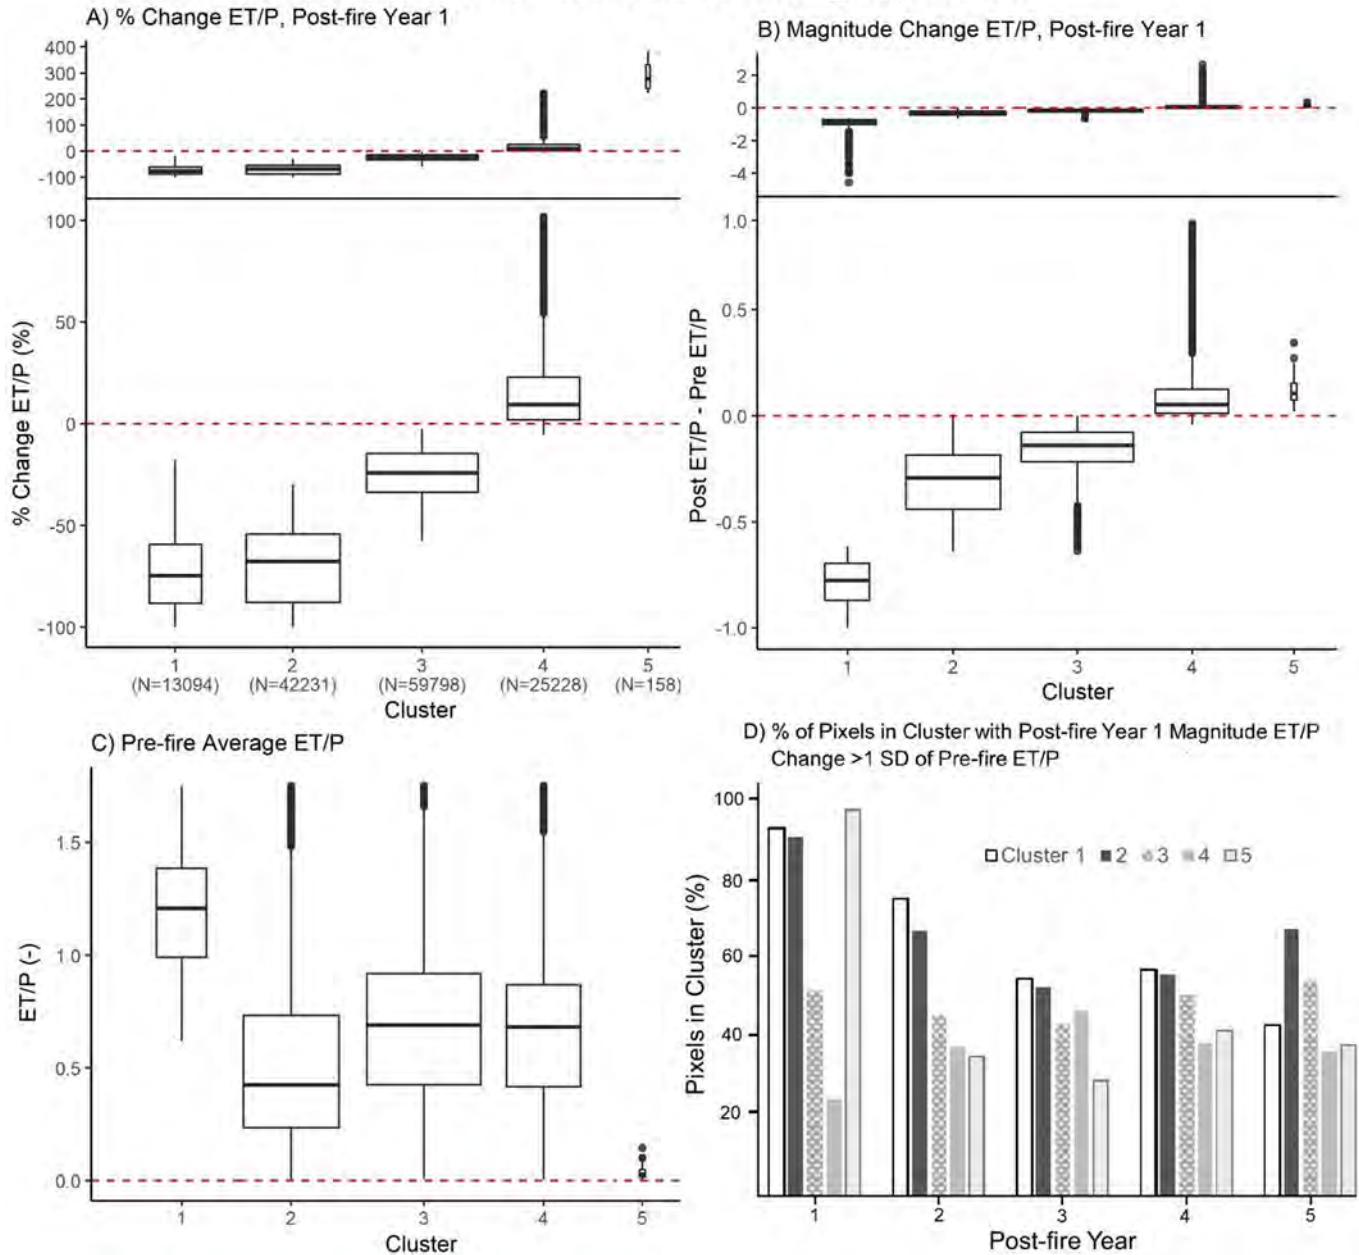 A) % Change ET/P, Post-fire Year 1
400
300
200
100
0
-100
100
50
0
-50
-100
% Change ET/P (%)
1 2 3 4 5
(N=13094) (N=42231) (N=59798) (N=25228) (N=158)
Cluster
B) Magnitude Change ET/P, Post-fire Year 1
2
0
-2
-4
1.0
0.5
0.0
-0.5
-1.0
Post ET/P - Pre ET/P
1 2 3 4 5
Cluster
C) Pre-fire Average ET/P
1.5
1.0
0.5
0.0
ET/P (-)
1 2 3 4 5
Cluster
D) % of Pixels in Cluster with Post-fire Year 1 Magnitude ET/P
Change >1 SD of Pre-fire ET/P
100
80
60
40
20
Pixels in Cluster (%)
Cluster 1 2 3 4 5
1 2 3 4 5
Post-fire Year